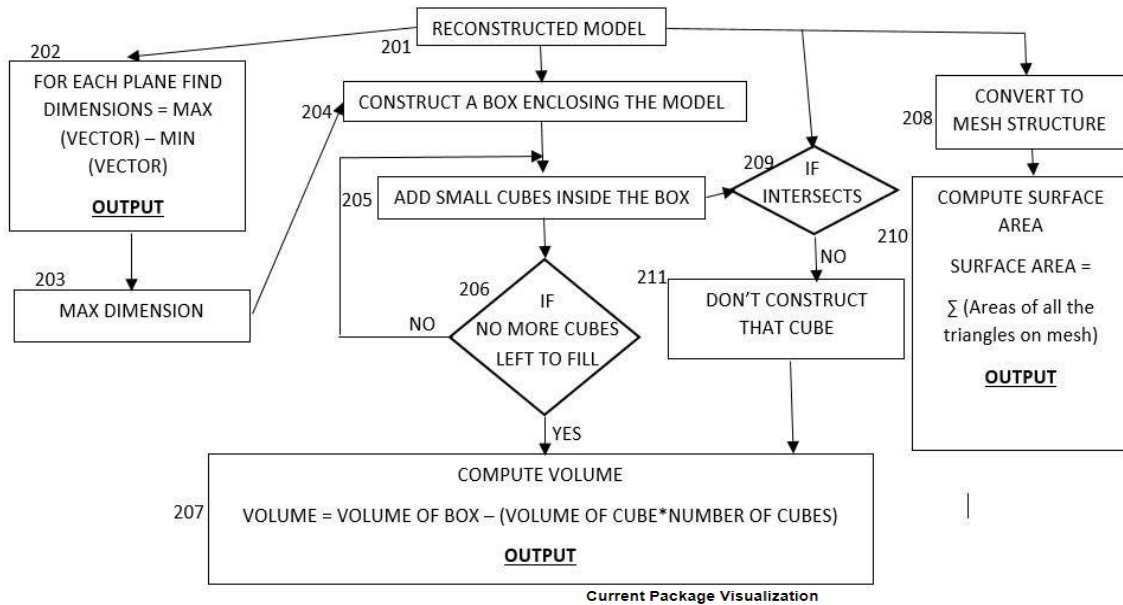 RECONSTRUCTED MODEL
201
202
FOR EACH PLANE FIND
DIMENSIONS = MAX
(VECTOR) – MIN
(VECTOR)
OUTPUT
203
MAX DIMENSION
204
CONSTRUCT A BOX ENCLOSING THE MODEL
205
ADD SMALL CUBES INSIDE THE BOX
206
IF
NO MORE CUBES
LEFT TO FILL
NO
YES
209
IF
INTERSECTS
NO
211
DON’T CONSTRUCT
THAT CUBE
208
CONVERT TO
MESH STRUCTURE
210
COMPUTE SURFACE
AREA
SURFACE AREA =
∑ (Areas of all the
triangles on mesh)
OUTPUT
207
COMPUTE VOLUME
VOLUME = VOLUME OF BOX – (VOLUME OF CUBE*NUMBER OF CUBES)
OUTPUT
Current Package Visualization